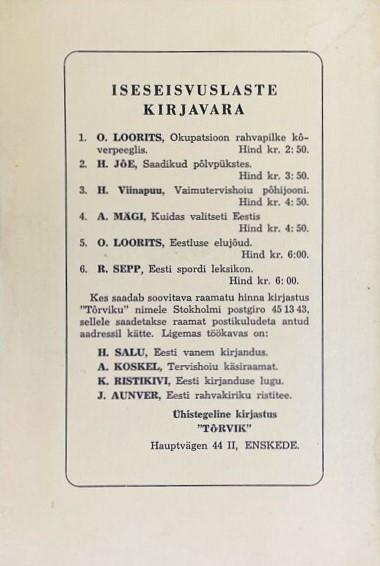 ISESEISVUSLASTE
KIRJAVARA
1. O. LOORITS, Okupatsioon rahvapilke kõ-
verpeeglis. Hind kr. 2: 50.
2. H. JÕE, Saadikud põlvpükstes.
Hind kr. 3: 50.
3. H. Viinapuu, Vaimutervishoiu põhijooni.
Hind kr. 4: 50.
4. A. MÄGI, Kuidas valitseti Eestis
Hind kr. 4: 50.
5. O. LOORITS, Eestluse elujõud.
Hind kr. 6:00.
6. R. SEPP, Eesti spordi leksikon.
Hind kr. 6: 00.
Kes saadab soovitava raamatu hinna kirjastus
"Tõrviku" nimele Stokholmi postgiro 45 13 43,
sellele saadetakse raamat postikuludeta antud
aadressil kätte. Ligemas töökavas on:
H. SALU, Eesti vanem kirjandus.
A. KOSKEL, Tervishoiu käsiraamat.
K. RISTIKIVI, Eesti kirjanduse lugu.
J. AUNVER, Eesti rahvakiriku ristitee.
Ühistegeline kirjastus
"TÕRVIK"
Hauptvägen 44 II, ENSKEDE.